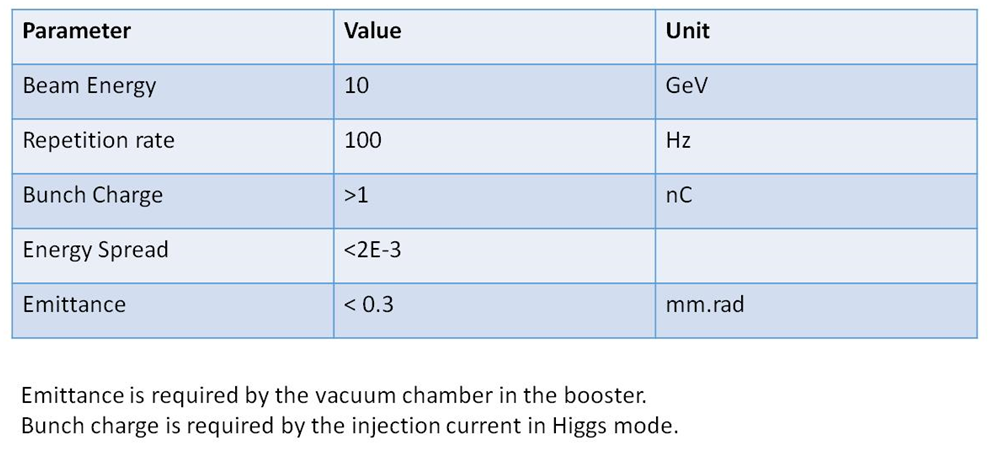 Parameter Value Unit
Beam Energy 10 GeV
Repetition rate 100 Hz
Bunch Charge >1 nC
Energy Spread <2E-3
Emittance < 0.3 mm.rad
Emittance is required by the vacuum chamber in the booster.
Bunch charge is required by the injection current in Higgs mode.